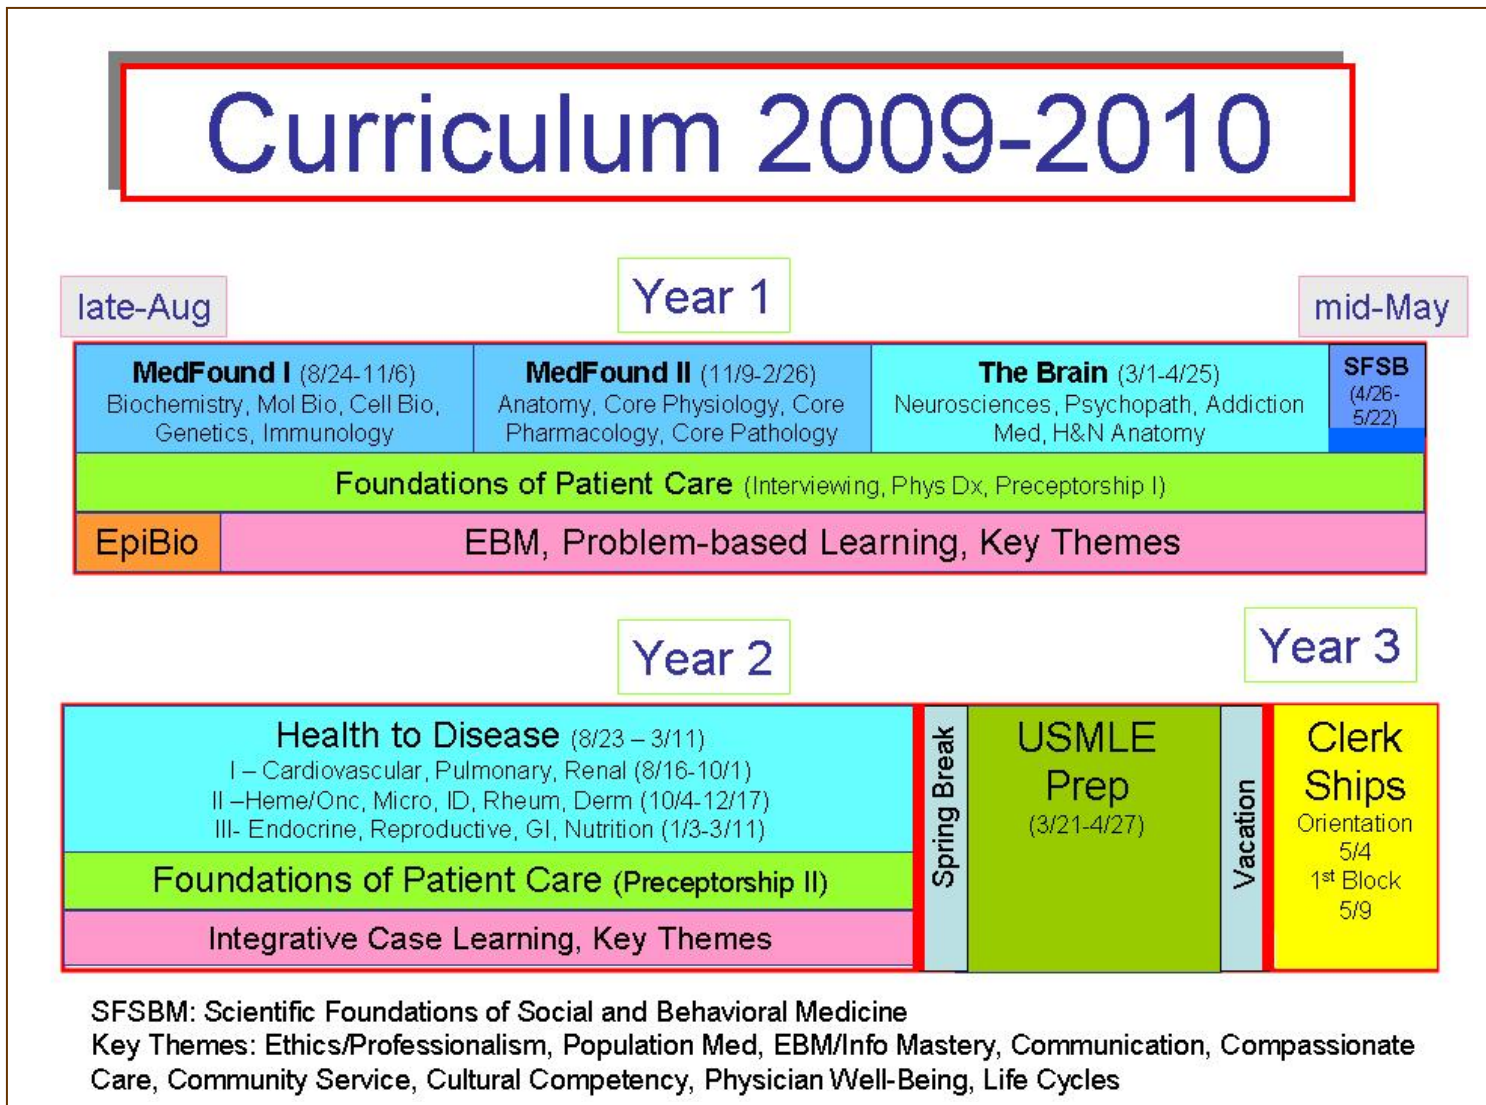 Curriculum 2009-2010
late-Aug
Year 1
mid-May
MedFound I (8/24-11/6)
Biochemistry, Mol Bio, Cell Bio,
Genetics, Immunology
MedFound II (11/9-2/26)
Anatomy, Core Physiology, Core
Pharmacology, Core Pathology
The Brain (3/1-4/25)
Neurosciences, Psychopath, Addiction
Med, H&N Anatomy
SFSB
(4/26-
5/22)
Foundations of Patient Care (Interviewing, Phys Dx, Preceptorship I)
EpiBio
EBM, Problem-based Learning, Key Themes
Year 2
Year 3
Health to Disease (8/23 – 3/11)
I – Cardiovascular, Pulmonary, Renal (8/16-10/1)
II –Heme/Onc, Micro, ID, Rheum, Derm (10/4-12/17)
III- Endocrine, Reproductive, GI, Nutrition (1/3-3/11)
Foundations of Patient Care (Preceptorship II)
Integrative Case Learning, Key Themes
Spring Break
USMLE
Prep
(3/21-4/27)
Vacation
Clerk
Ships
Orientation
5/4
1st Block
5/9
SFSBM: Scientific Foundations of Social and Behavioral Medicine
Key Themes: Ethics/Professionalism, Population Med, EBM/Info Mastery, Communication, Compassionate
Care, Community Service, Cultural Competency, Physician Well-Being, Life Cycles